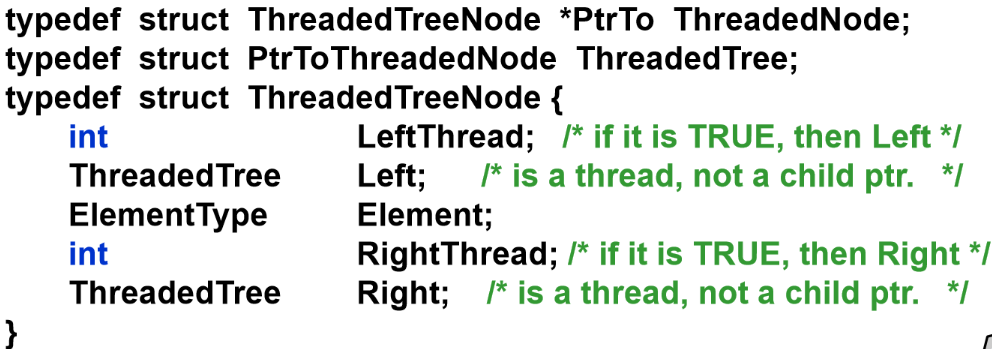 typedef struct ThreadedTreeNode *PtrTo ThreadedNode;
typedef struct PtrToThreadedNode ThreadedTree;
typedef struct ThreadedTreeNode {
int LeftThread; /* if it is TRUE, then Left */
ThreadedTree Left; /* is a thread, not a child ptr. */
ElementType Element;
int RightThread; /* if it is TRUE, then Right */
ThreadedTree Right; /* is a thread, not a child ptr. */
}